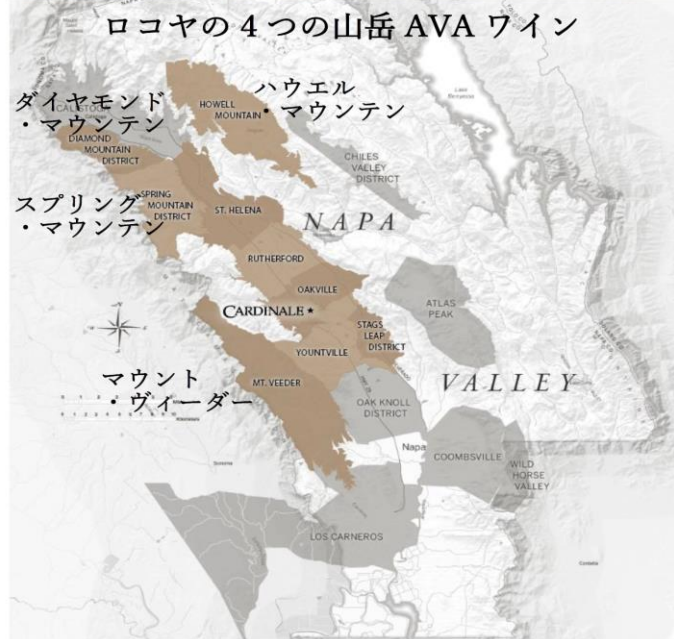 ロコヤの4つの山岳 AVA ワイン
ハウエル
・マウンテン
ダイヤモンド
・マウンテン
スプリング
・マウンテン
マウント
・ヴィーダー
HOWELL
MOUNTAIN
DIAMOND
MOUNTAIN
DISTRICT
CHILES
VALLEY
DISTRICT
SPRING
MOUNTAIN
DISTRICT
ST. HELENA
NAPA
RUTHERFORD
OAKVILLE
CARDINALE
ATLAS
PEAK
STAGS
LEAP
DISTRICT
YOUNTVILLE
MT. VEEDER
VALLEY
OAK KNOLL
DISTRICT
Napa
COOMBSVILLE
WILD
HORSE
VALLEY
LOS CARNEROS
Sonoma
Lake
Berryessa